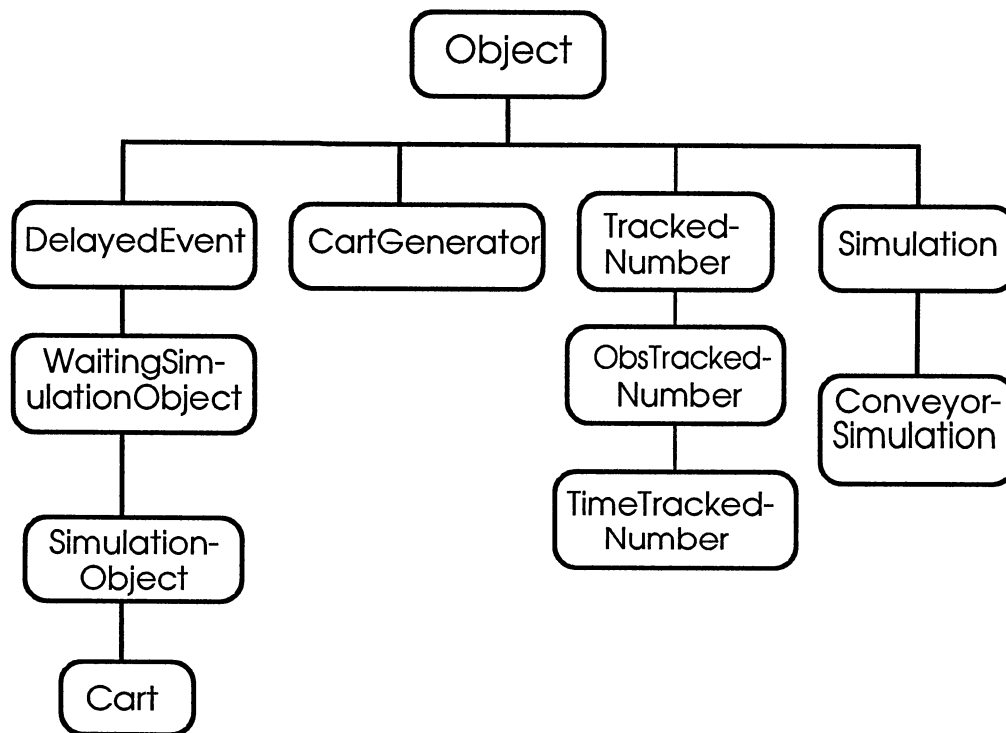 Object
DelayedEvent
CartGenerator
Tracked-
Number
Simulation
WaitingSim-
ulationObject
ObsTracked-
Number
Conveyor-
Simulation
TimeTracked-
Number
Simulation-
Object
Cart